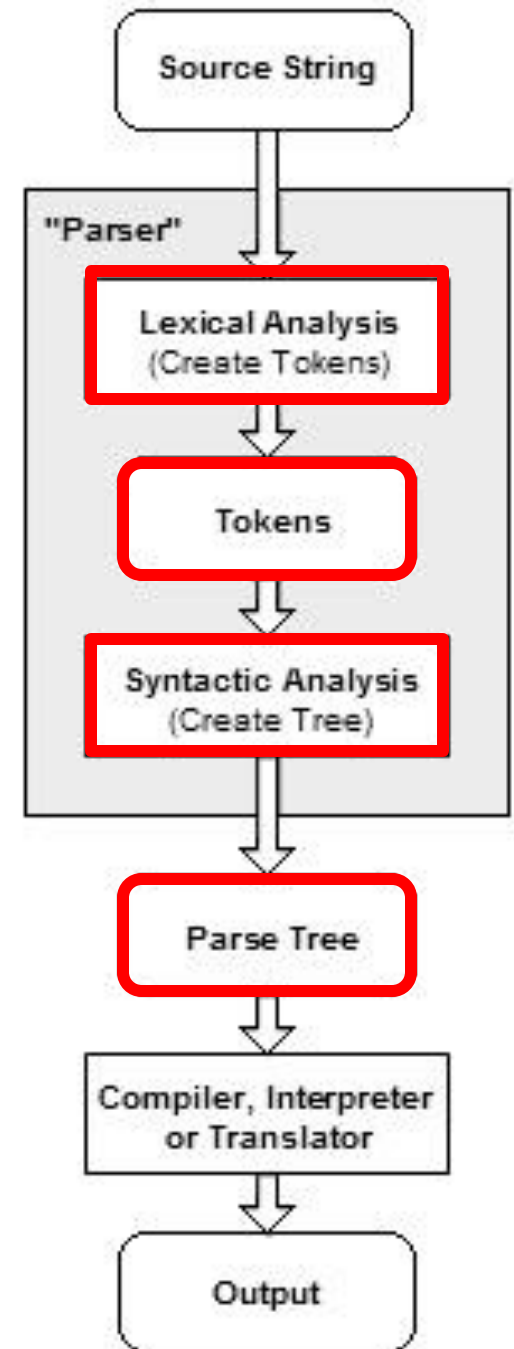 Source String
"Parser"
Lexical Analysis
(Create Tokens)
Tokens
Syntactic Analysis
(Create Tree)
Parse Tree
Compiler, Interpreter
or Translator
Output